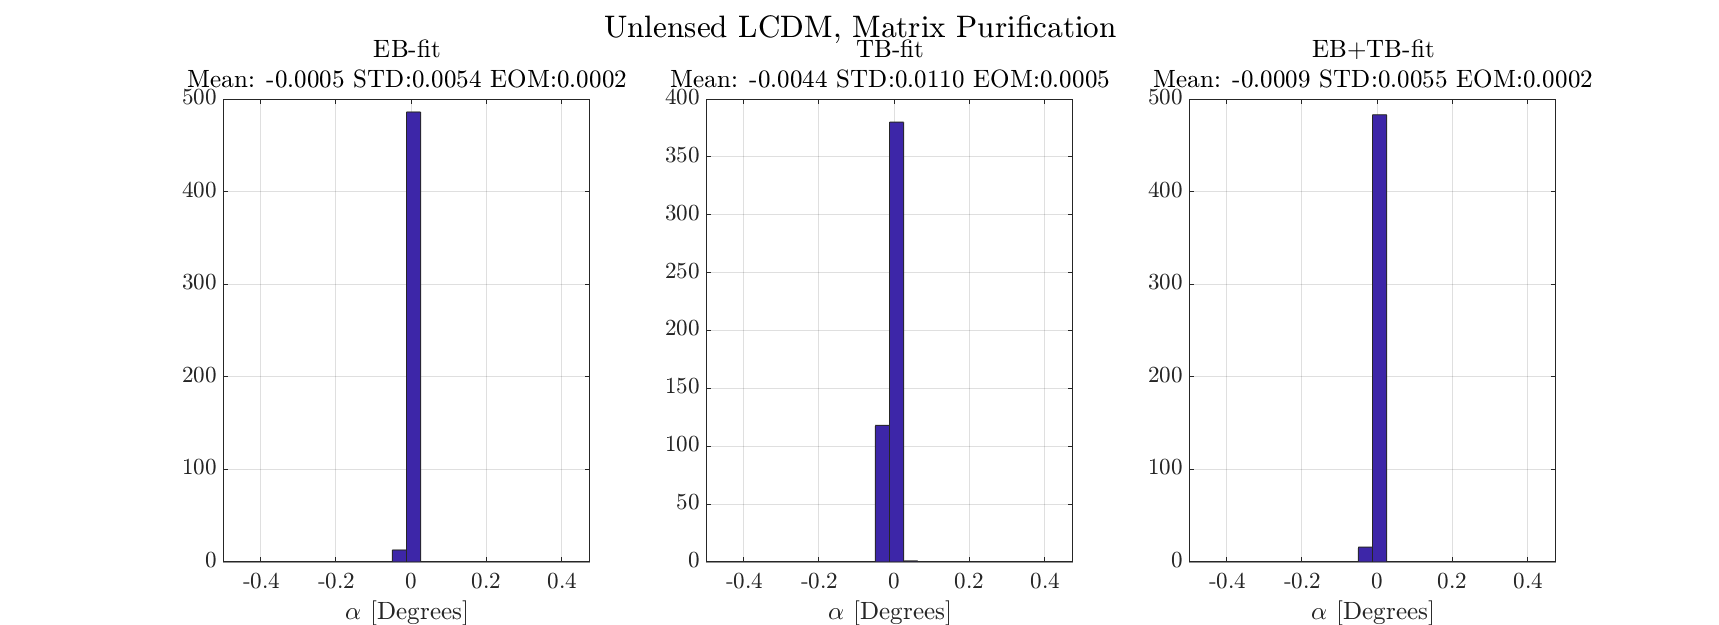 Unlensed LCDM, Matrix Purification
EB-fit
Mean: -0.0005 STD:0.0054 EOM:0.0002
500
400
300
200
100
0
-0.4 -0.2 0 0.2 0.4
α [Degrees]
TB-fit
Mean: -0.0044 STD:0.0110 EOM:0.0005
400
350
300
250
200
150
100
50
0
-0.4 -0.2 0 0.2 0.4
α [Degrees]
EB+TB-fit
Mean: -0.0009 STD:0.0055 EOM:0.0002
500
400
300
200
100
0
-0.4 -0.2 0 0.2 0.4
α [Degrees]